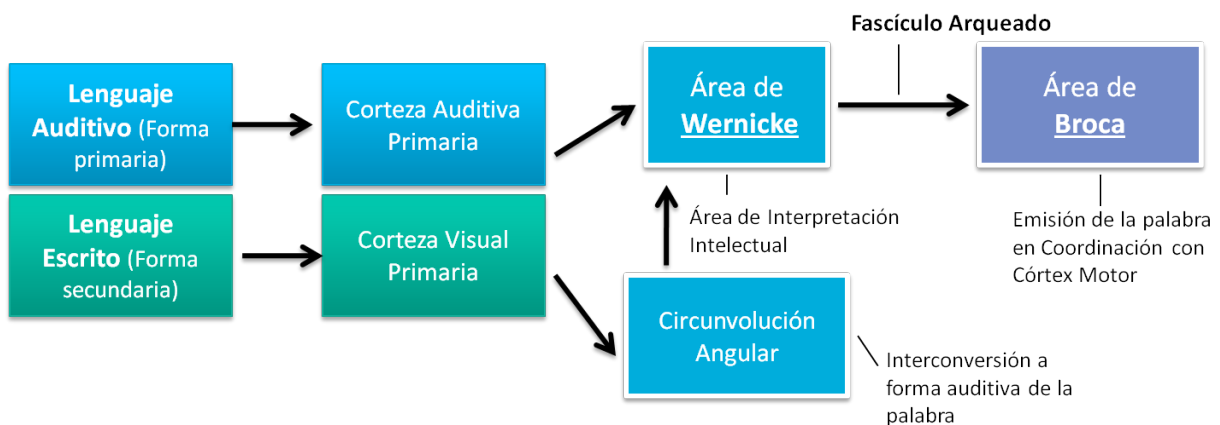 Fascículo Arqueado
Lenguaje
Auditivo (Forma
primaria)
Corteza Auditiva
Primaria
Área de
Wernicke
Área de
Broca
Lenguaje
Escrito (Forma
secundaria)
Corteza Visual
Primaria
Área de Interpretación
Intelectual
Emisión de la palabra
en Coordinación con
Córtex Motor
Circunvolución
Angular
Interconversión a
forma auditiva de la
palabra